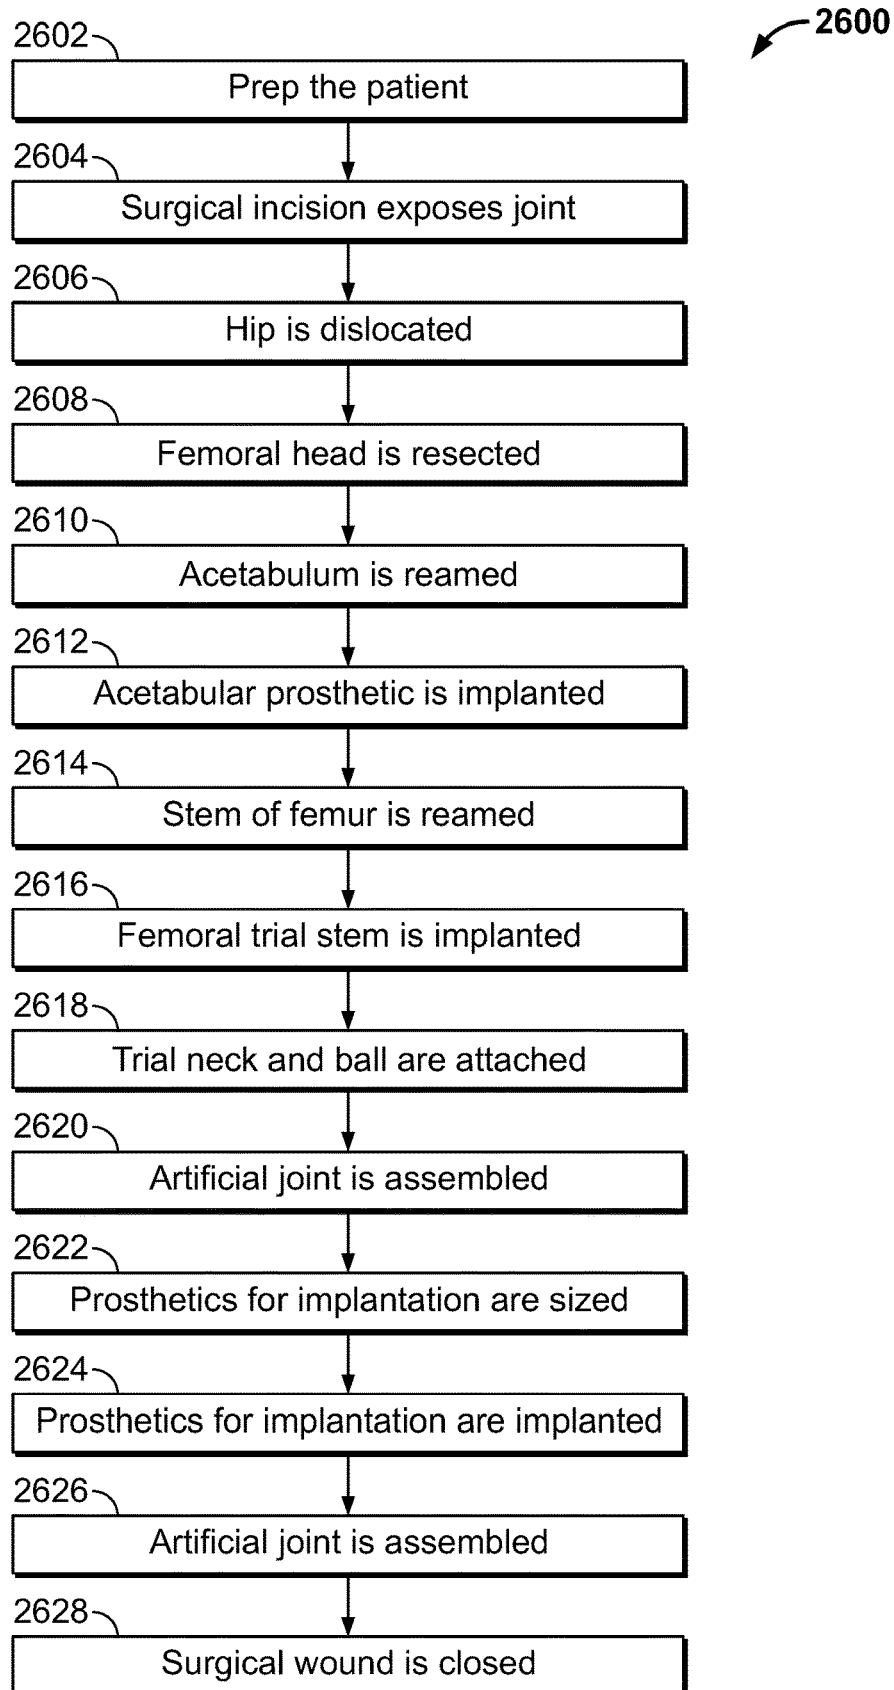 2600
2602
Prep the patient
2604
Surgical incision exposes joint
2606
Hip is dislocated
2608
Femoral head is resected
2610
Acetabulum is reamed
2612
Acetabular prosthetic is implanted
2614
Stem of femur is reamed
2616
Femoral trial stem is implanted
2618
Trial neck and ball are attached
2620
Artificial joint is assembled
2622
Prosthetics for implantation are sized
2624
Prosthetics for implantation are implanted
2626
Artificial joint is assembled
2628
Surgical wound is closed